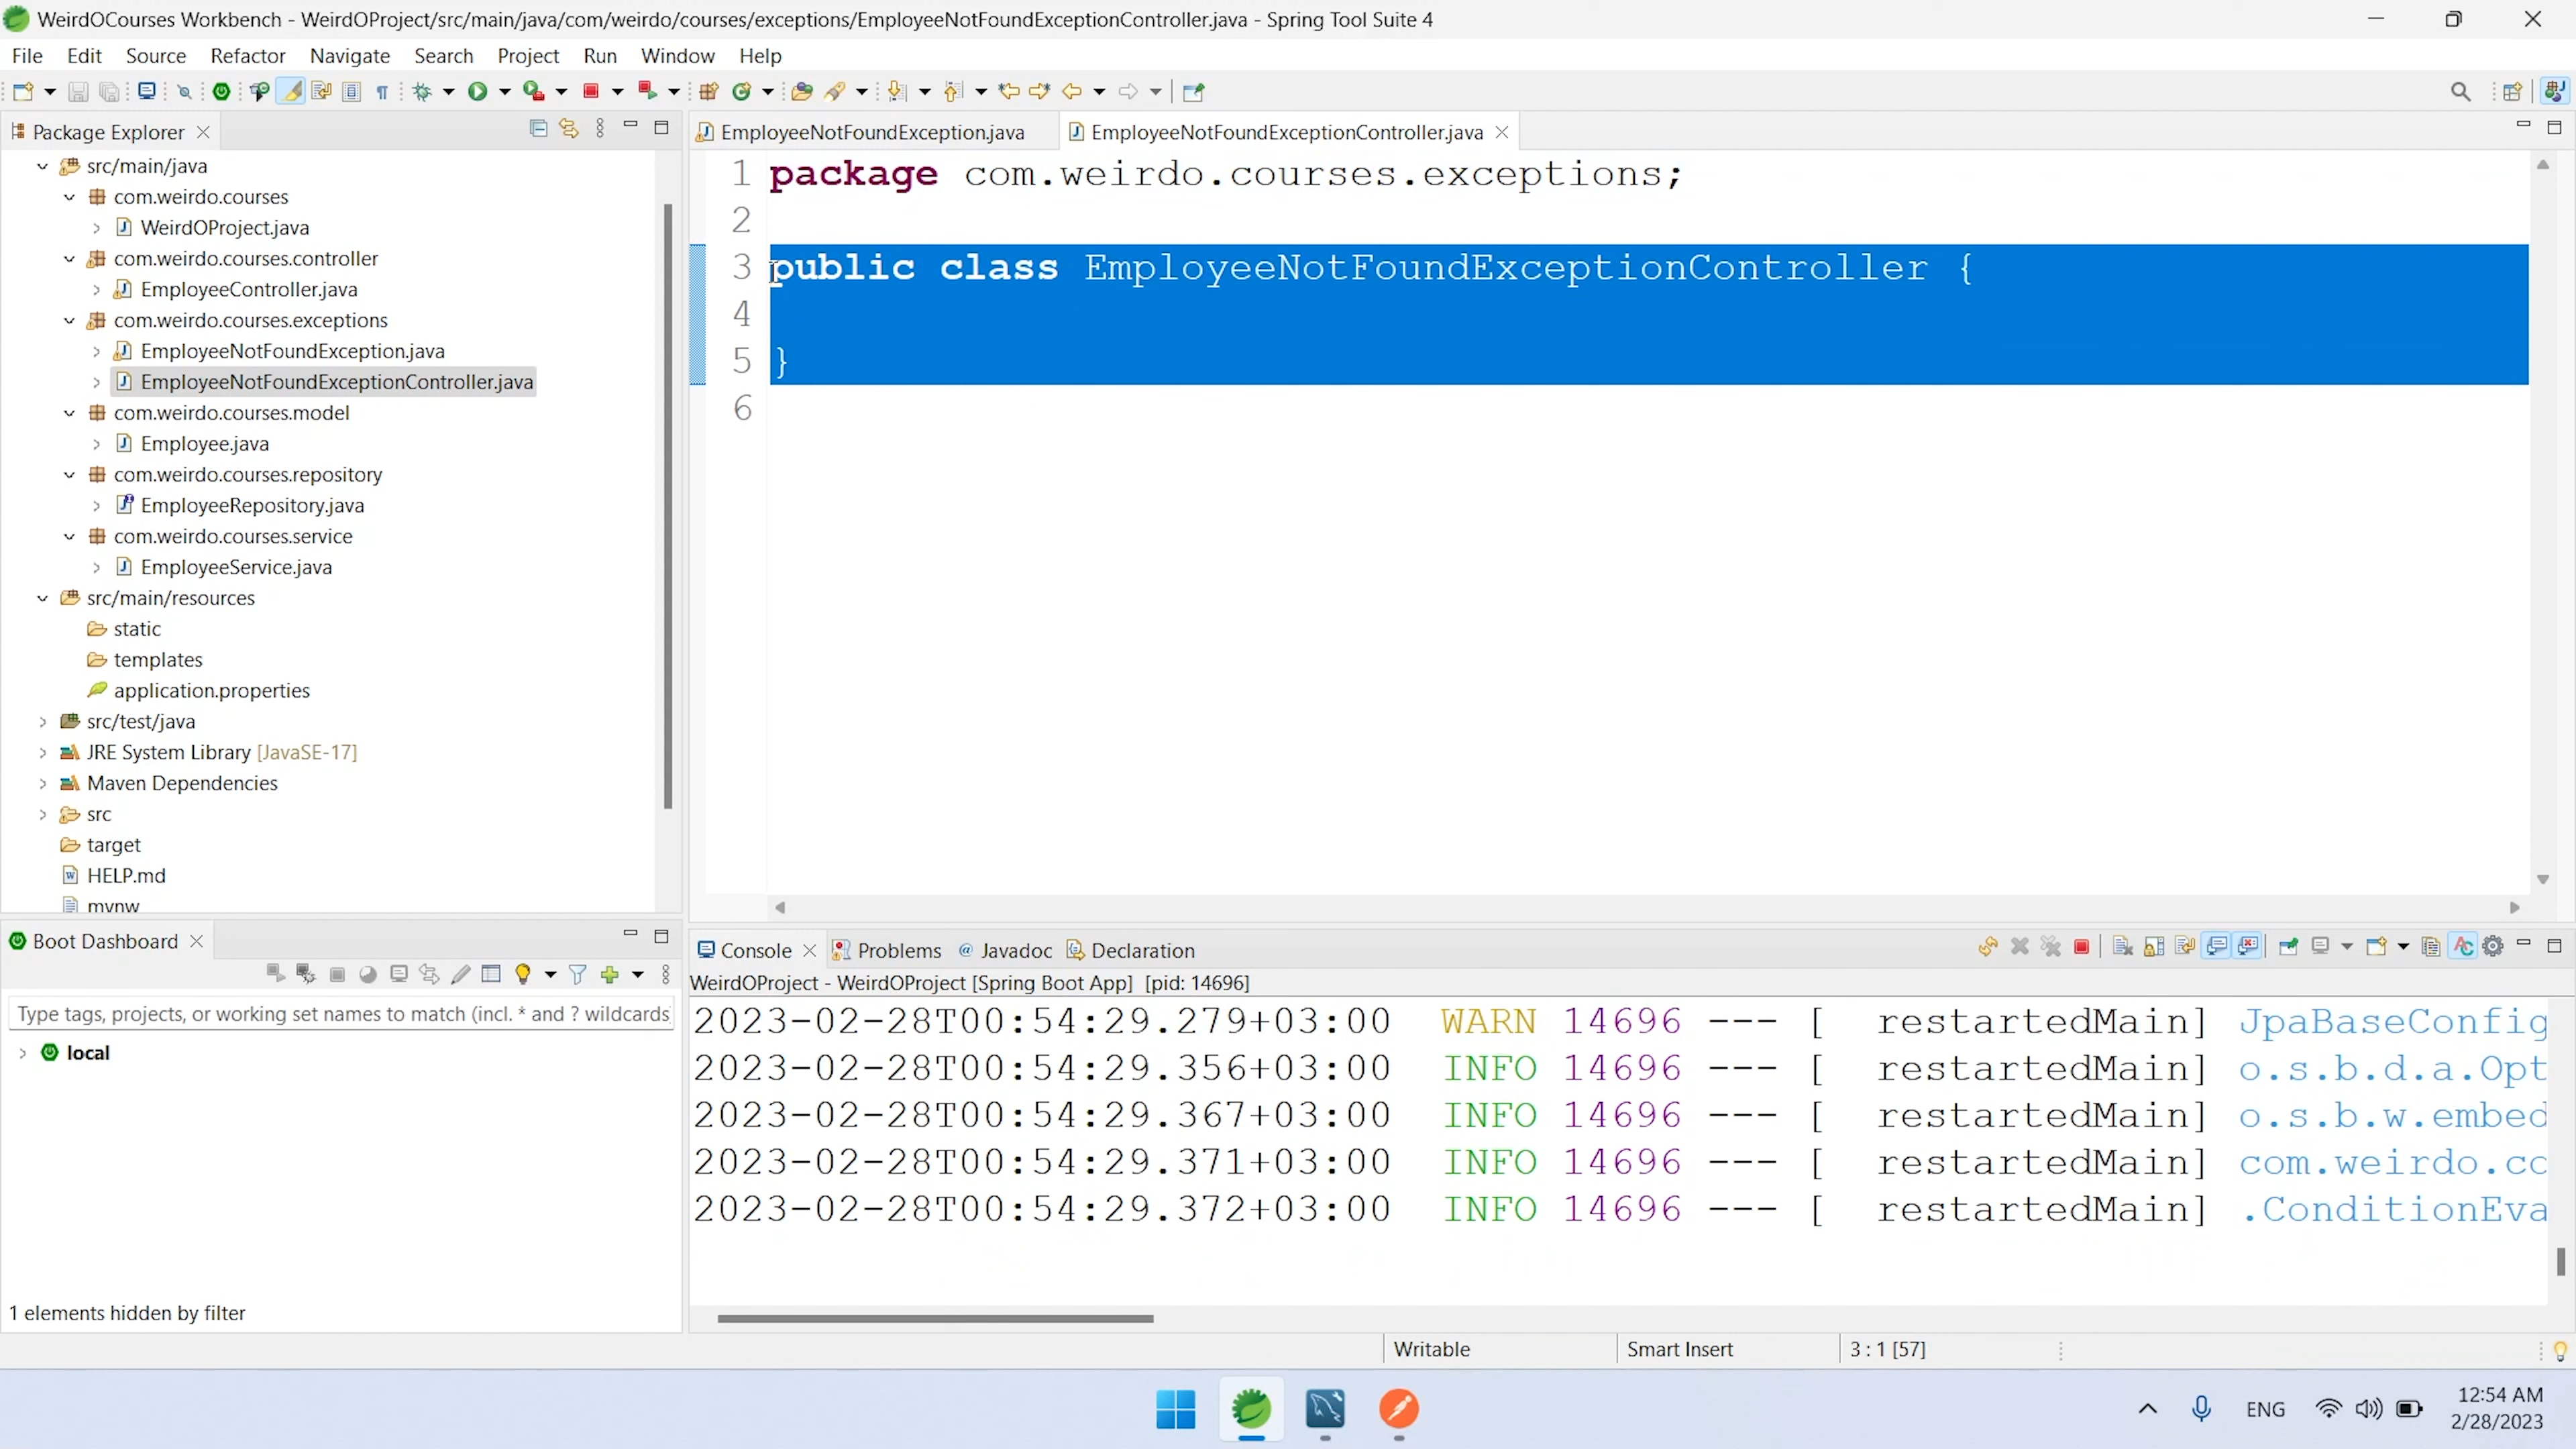 WeirdOCourses Workbench - WeirdOProject/src/main/java/com/weirdo/courses/exceptions/EmployeeNotFoundExceptionController.java - Spring Tool Suite 4
File Edit Source Refactor Navigate Search Project Run Window Help
Package Explorer
src/main/java
com.weirdo.courses
WeirdOProject.java
com.weirdo.courses.controller
EmployeeController.java
com.weirdo.courses.exceptions
EmployeeNotFoundException.java
EmployeeNotFoundExceptionController.java
com.weirdo.courses.model
Employee.java
com.weirdo.courses.repository
EmployeeRepository.java
com.weirdo.courses.service
EmployeeService.java
src/main/resources
static
templates
application.properties
src/test/java
JRE System Library [JavaSE-17]
Maven Dependencies
src
target
HELP.md
mvnw
EmployeeNotFoundException.java EmployeeNotFoundExceptionController.java
1 package com.weirdo.courses.exceptions;
2
3 public class EmployeeNotFoundExceptionController {
4
5 }
6
Boot Dashboard
Type tags, projects, or working set names to match (incl. * and ? wildcards
local
1 elements hidden by filter
Console Problems @ Javadoc Declaration
WeirdOProject - WeirdOProject [Spring Boot App] [pid: 14696]
2023-02-28T00:54:29.279+03:00 WARN 14696 --- [ restartedMain] JpaBaseConfig
2023-02-28T00:54:29.356+03:00 INFO 14696 --- [ restartedMain] o.s.b.d.a.Opt
2023-02-28T00:54:29.367+03:00 INFO 14696 --- [ restartedMain] o.s.b.w.embed
2023-02-28T00:54:29.371+03:00 INFO 14696 --- [ restartedMain] com.weirdo.co
2023-02-28T00:54:29.372+03:00 INFO 14696 --- [ restartedMain] .ConditionEva
Writable Smart Insert 3 : 1 [57]
ENG
12:54 AM
2/28/2023